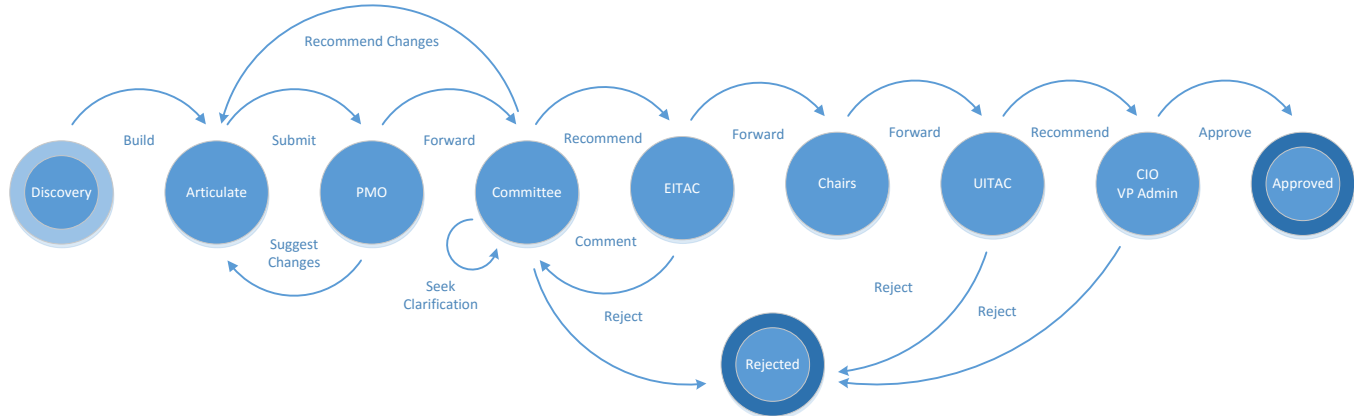 Recommend Changes
Build
Submit
Forward
Recommend
Forward
Forward
Recommend
Approve
Discovery
Articulate
PMO
Committee
EITAC
Chairs
UITAC
CIO
VP Admin
Approved
Suggest
Changes
Seek
Clarification
Comment
Reject
Reject
Reject
Rejected